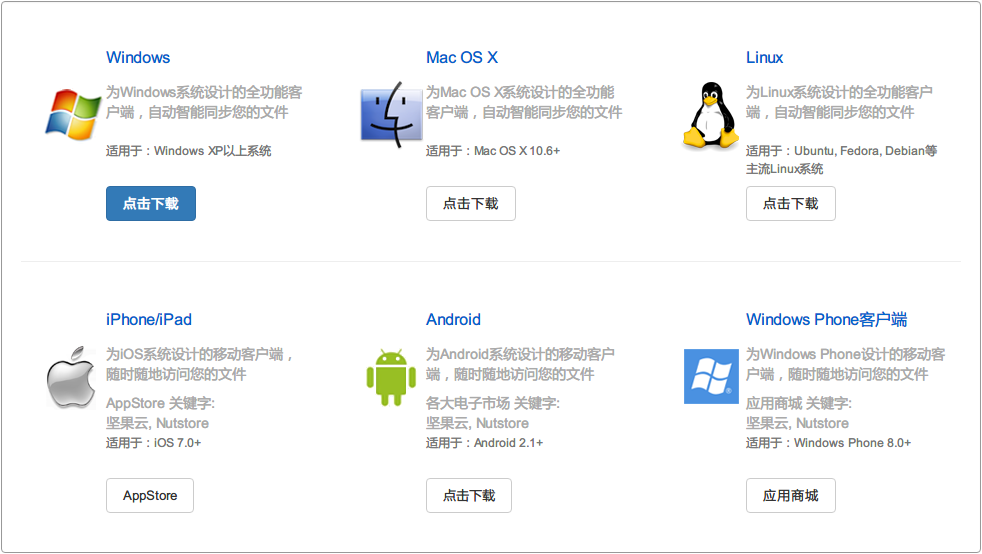 Windows
为Windows系统设计的全功能客
户端，自动智能同步您的文件
适用于：Windows XP以上系统
点击下载
Mac OS X
为Mac OS X系统设计的全功能
客户端，自动智能同步您的文件
适用于：Mac OS X 10.6+
点击下载
Linux
为Linux系统设计的全功能客户
端，自动智能同步您的文件
适用于：Ubuntu, Fedora, Debian等
主流Linux系统
点击下载
iPhone/iPad
为iOS系统设计的移动客户端，
随时随地访问您的文件
AppStore 关键字:
坚果云, Nutstore
适用于：iOS 7.0+
AppStore
Android
为Android系统设计的移动客户
端，随时随地访问您的文件
各大电子市场 关键字:
坚果云, Nutstore
适用于：Android 2.1+
点击下载
Windows Phone客户端
为Windows Phone设计的移动客
户端，随时随地访问您的文件
应用商城 关键字:
坚果云, Nutstore
适用于：Windows Phone 8.0+
应用商城